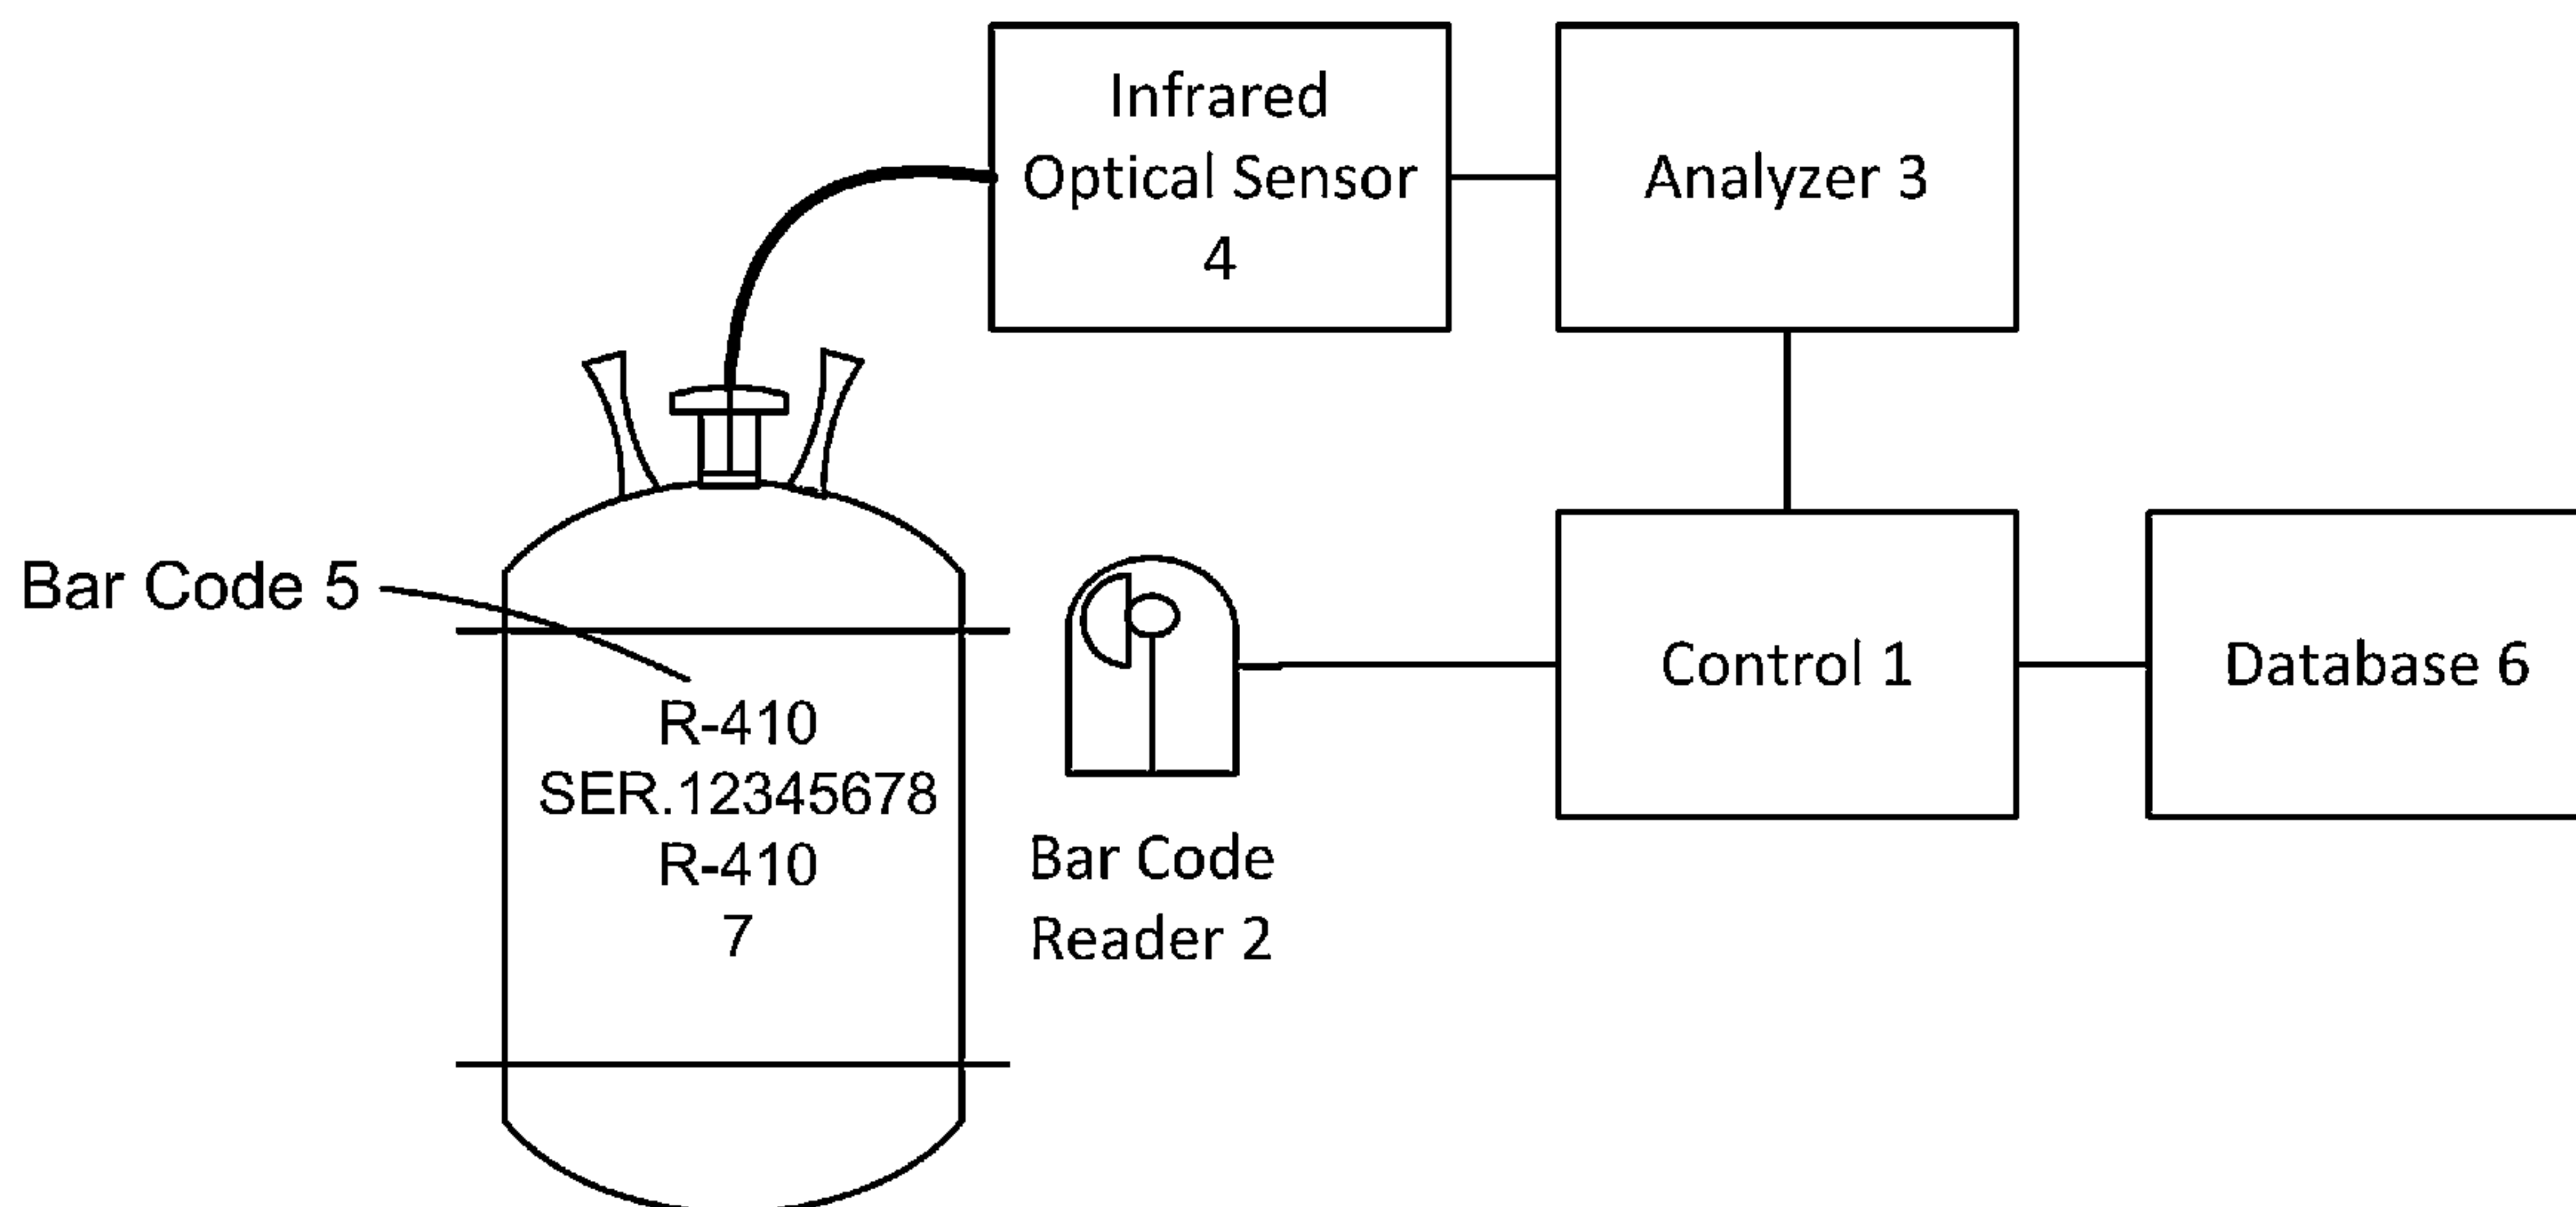 Infrared
Optical Sensor
4
Analyzer 3
Bar Code 5
R-410
SER.12345678
R-410
7
Bar Code
Reader 2
Control 1
Database 6